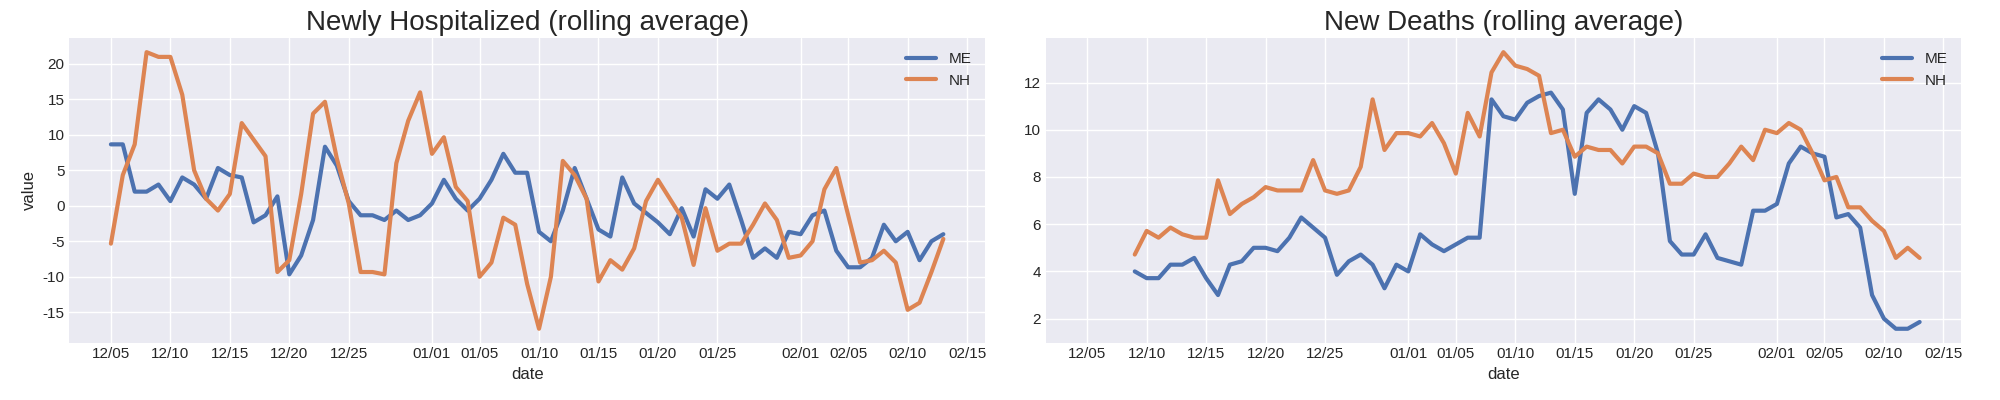 Newly Hospitalized (rolling average)
ME
NH
20
15
10
5
0
-5
-10
-15
value
12/05 12/10 12/15 12/20 12/25 01/01 01/05 01/10 01/15 01/20 01/25 02/01 02/05 02/10 02/15
date
New Deaths (rolling average)
ME
NH
12
10
8
6
4
2
12/05 12/10 12/15 12/20 12/25 01/01 01/05 01/10 01/15 01/20 01/25 02/01 02/05 02/10 02/15
date